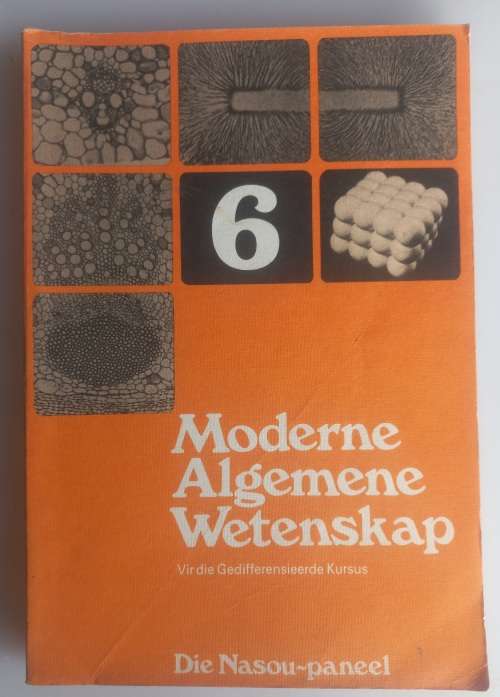 6
Moderne
Algemene
Wetenskap
Vir die Gedifferensieerde Kursus
Die Nasou-paneel